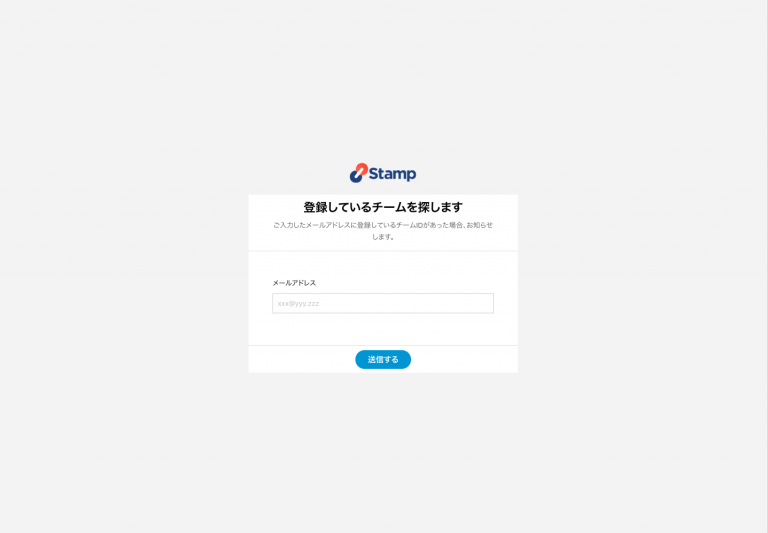 Stamp
登録しているチームを探します
ご入力したメールアドレスに登録しているチームIDがあった場合、お知らせ
します。
メールアドレス
xxx@yyy.zzz
送信する